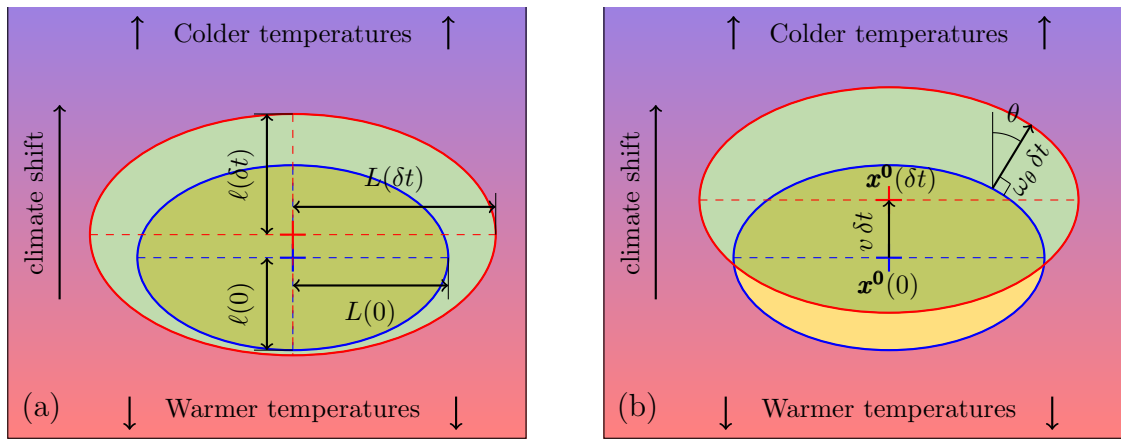 Colder temperatures
climate shift
ℓ(δt)
L(δt)
ℓ(0)
L(0)
(a)
Warmer temperatures
Colder temperatures
climate shift
θ
ω_θ δt
x⁰(δt)
v δt
x⁰(0)
(b)
Warmer temperatures